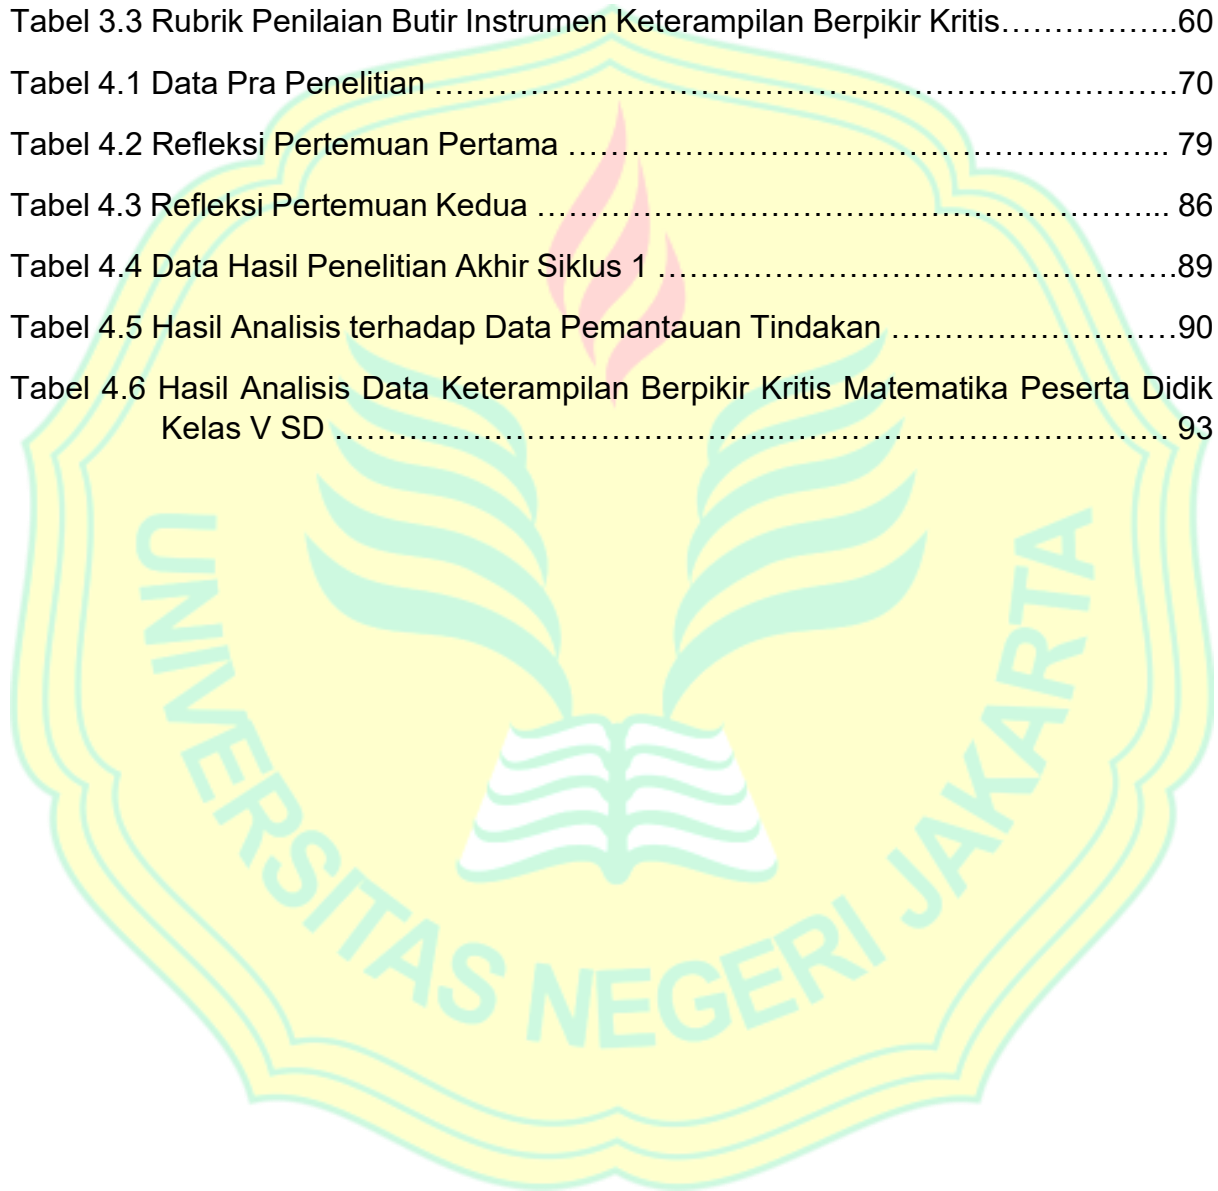 Tabel 3.3 Rubrik Penilaian Butir Instrumen Keterampilan Berpikir Kritis……………..60
Tabel 4.1 Data Pra Penelitian …………………………………………………………….70
Tabel 4.2 Refleksi Pertemuan Pertama ………………………………………………... 79
Tabel 4.3 Refleksi Pertemuan Kedua …………………………………………………... 86
Tabel 4.4 Data Hasil Penelitian Akhir Siklus 1 ………………………………………….89
Tabel 4.5 Hasil Analisis terhadap Data Pemantauan Tindakan ………………………90
Tabel 4.6 Hasil Analisis Data Keterampilan Berpikir Kritis Matematika Peserta Didik
Kelas V SD …………………………………...………………………………. 93
UNIVERSITAS NEGERI JAKARTA